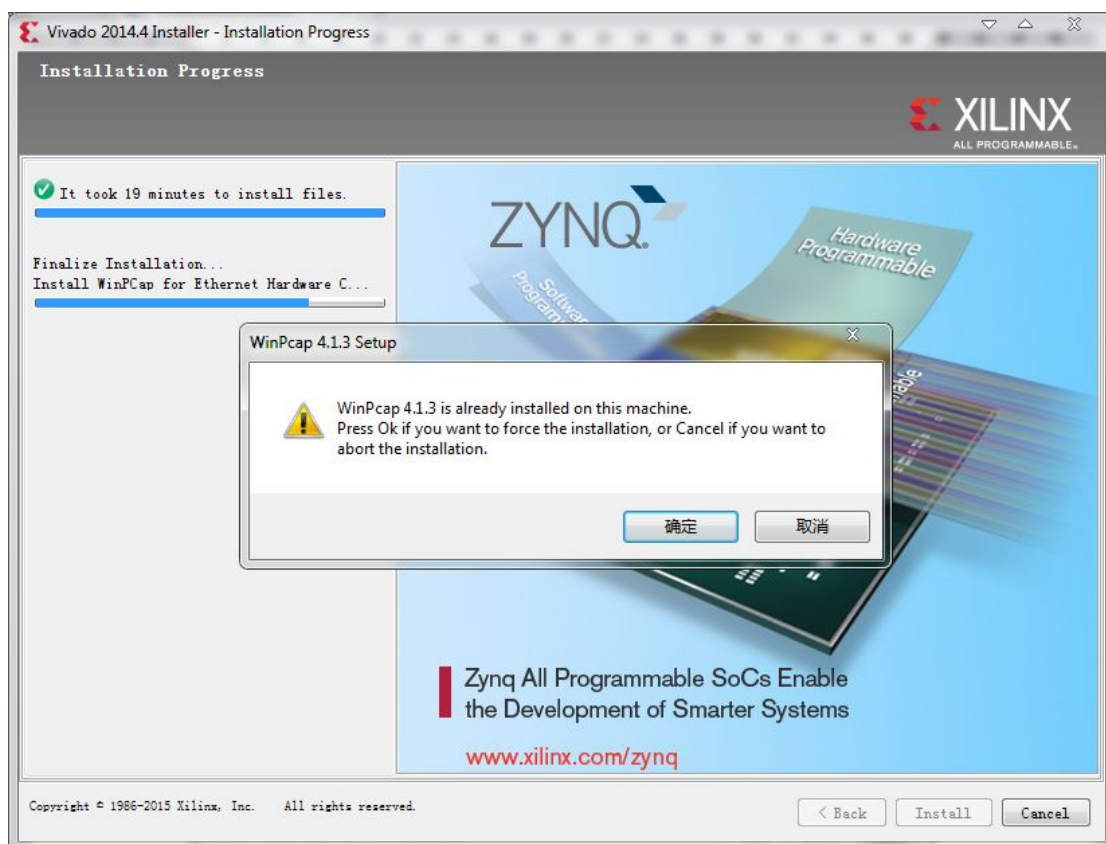 Vivado 2014.4 Installer - Installation Progress
Installation Progress
XILINX
ALL PROGRAMMABLE.
It took 19 minutes to install files.
Finalize Installation...
Install WinPCap for Ethernet Hardware C...
ZYNQ.
Hardware
Programmable
Software
WinPcap 4.1.3 Setup
WinPcap 4.1.3 is already installed on this machine.
Press Ok if you want to force the installation, or Cancel if you want to
abort the installation.
确定
取消
Zynq All Programmable SoCs Enable
the Development of Smarter Systems
www.xilinx.com/zynq
Copyright © 1986-2015 Xilinx, Inc. All rights reserved.
< Back
Install
Cancel